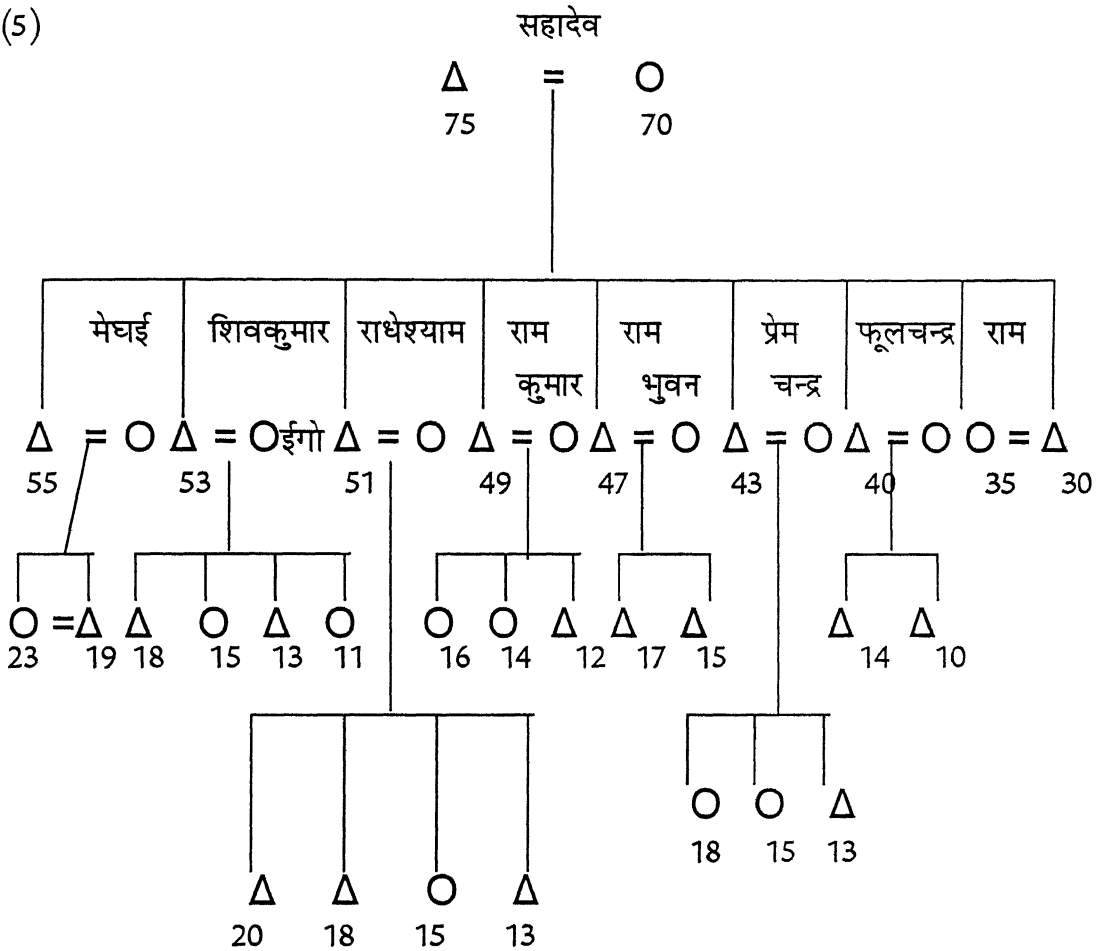 (5) सहादेव
Δ = O
75 70
मेघई शिवकुमार राधेश्याम राम राम प्रेम फूलचन्द्र राम
कुमार भुवन चन्द्र
Δ = O Δ = O ईगो Δ = O Δ = O Δ = O Δ = O Δ = O O = Δ
55 53 51 49 47 43 40 35 30
O = Δ Δ O Δ O O O Δ Δ Δ Δ Δ
23 19 18 15 13 11 16 14 12 17 15 14 10
O O Δ
18 15 13
Δ Δ O Δ
20 18 15 13